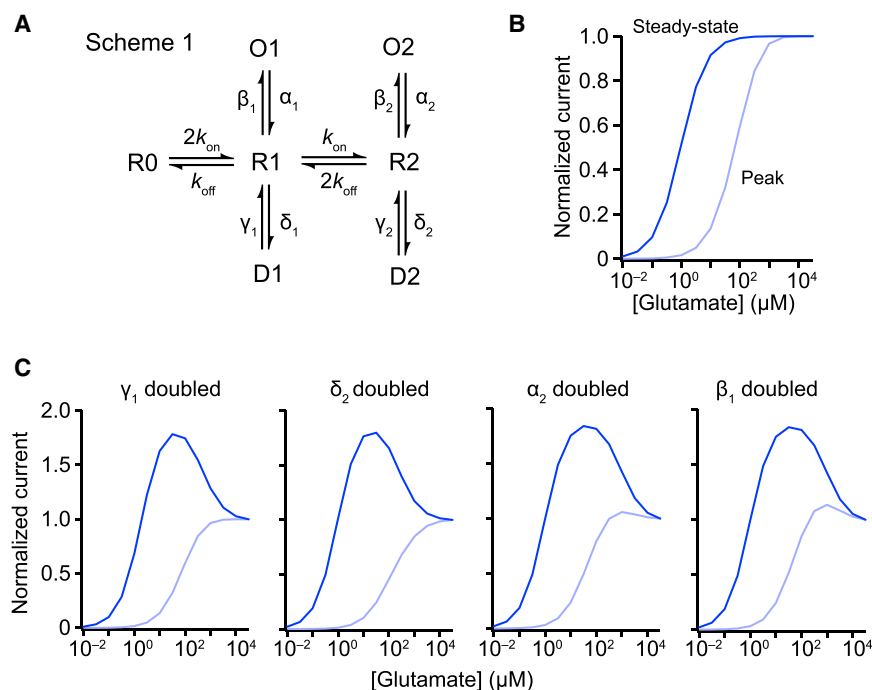 A
Scheme 1
O1
O2
β1
α1
β2
α2
2kon
kon
R0
R1
R2
koff
2koff
γ1
δ1
γ2
δ2
D1
D2
B
Steady-state
Peak
Normalized current
1.0
0.8
0.6
0.4
0.2
0
10−2
100
102
104
[Glutamate] (μM)
C
γ1 doubled
δ2 doubled
α2 doubled
β1 doubled
Normalized current
2.0
1.5
1.0
0.5
0
10−2 100 102 104
10−2 100 102 104
10−2 100 102 104
10−2 100 102 104
[Glutamate] (μM)